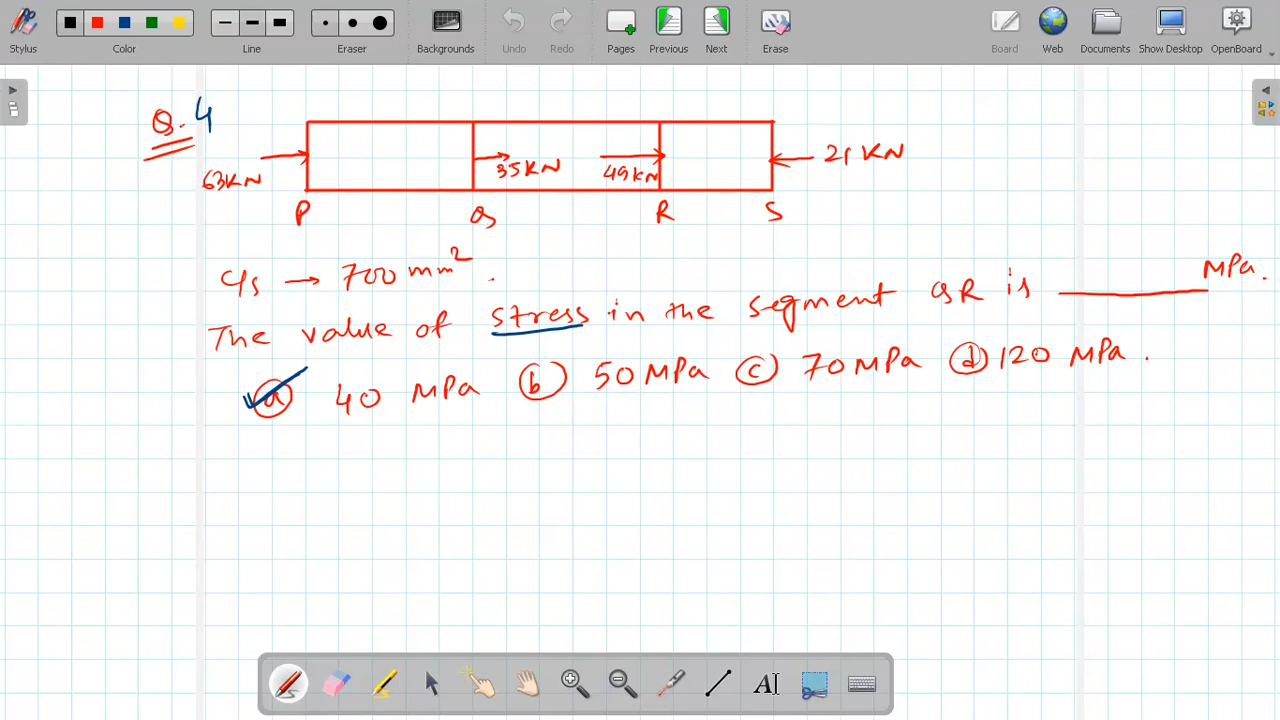 Stylus Color Line Eraser Backgrounds Undo Redo Pages Previous Next Erase Board Web Documents Show Desktop OpenBoard
Q. 4
63KN 35KN 49KN 21KN
P Q R S
C/s → 700 mm² .
The value of stress in the segment QR is ________ MPa.
(a) 40 MPa (b) 50 MPa (c) 70 MPa (d) 120 MPa .